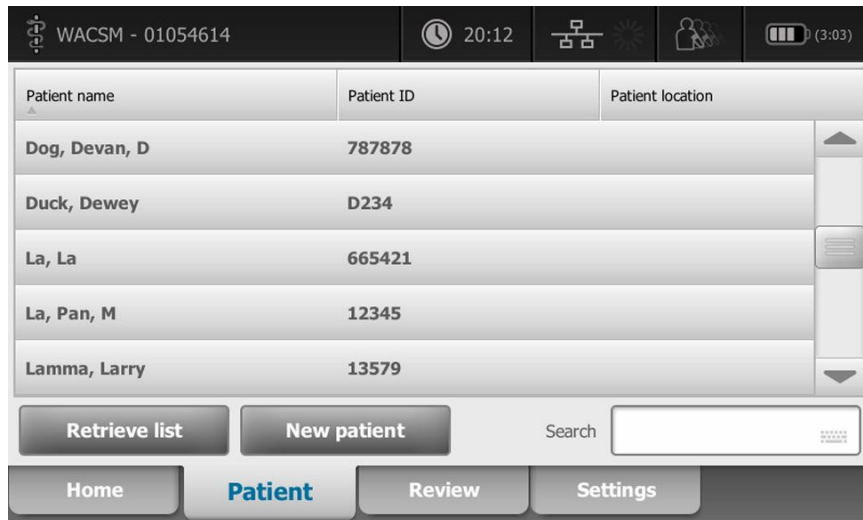 WACSM - 01054614 20:12 (3:03)
Patient name Patient ID Patient location
Dog, Devan, D 787878
Duck, Dewey D234
La, La 665421
La, Pan, M 12345
Lamma, Larry 13579
Retrieve list New patient Search
Home Patient Review Settings